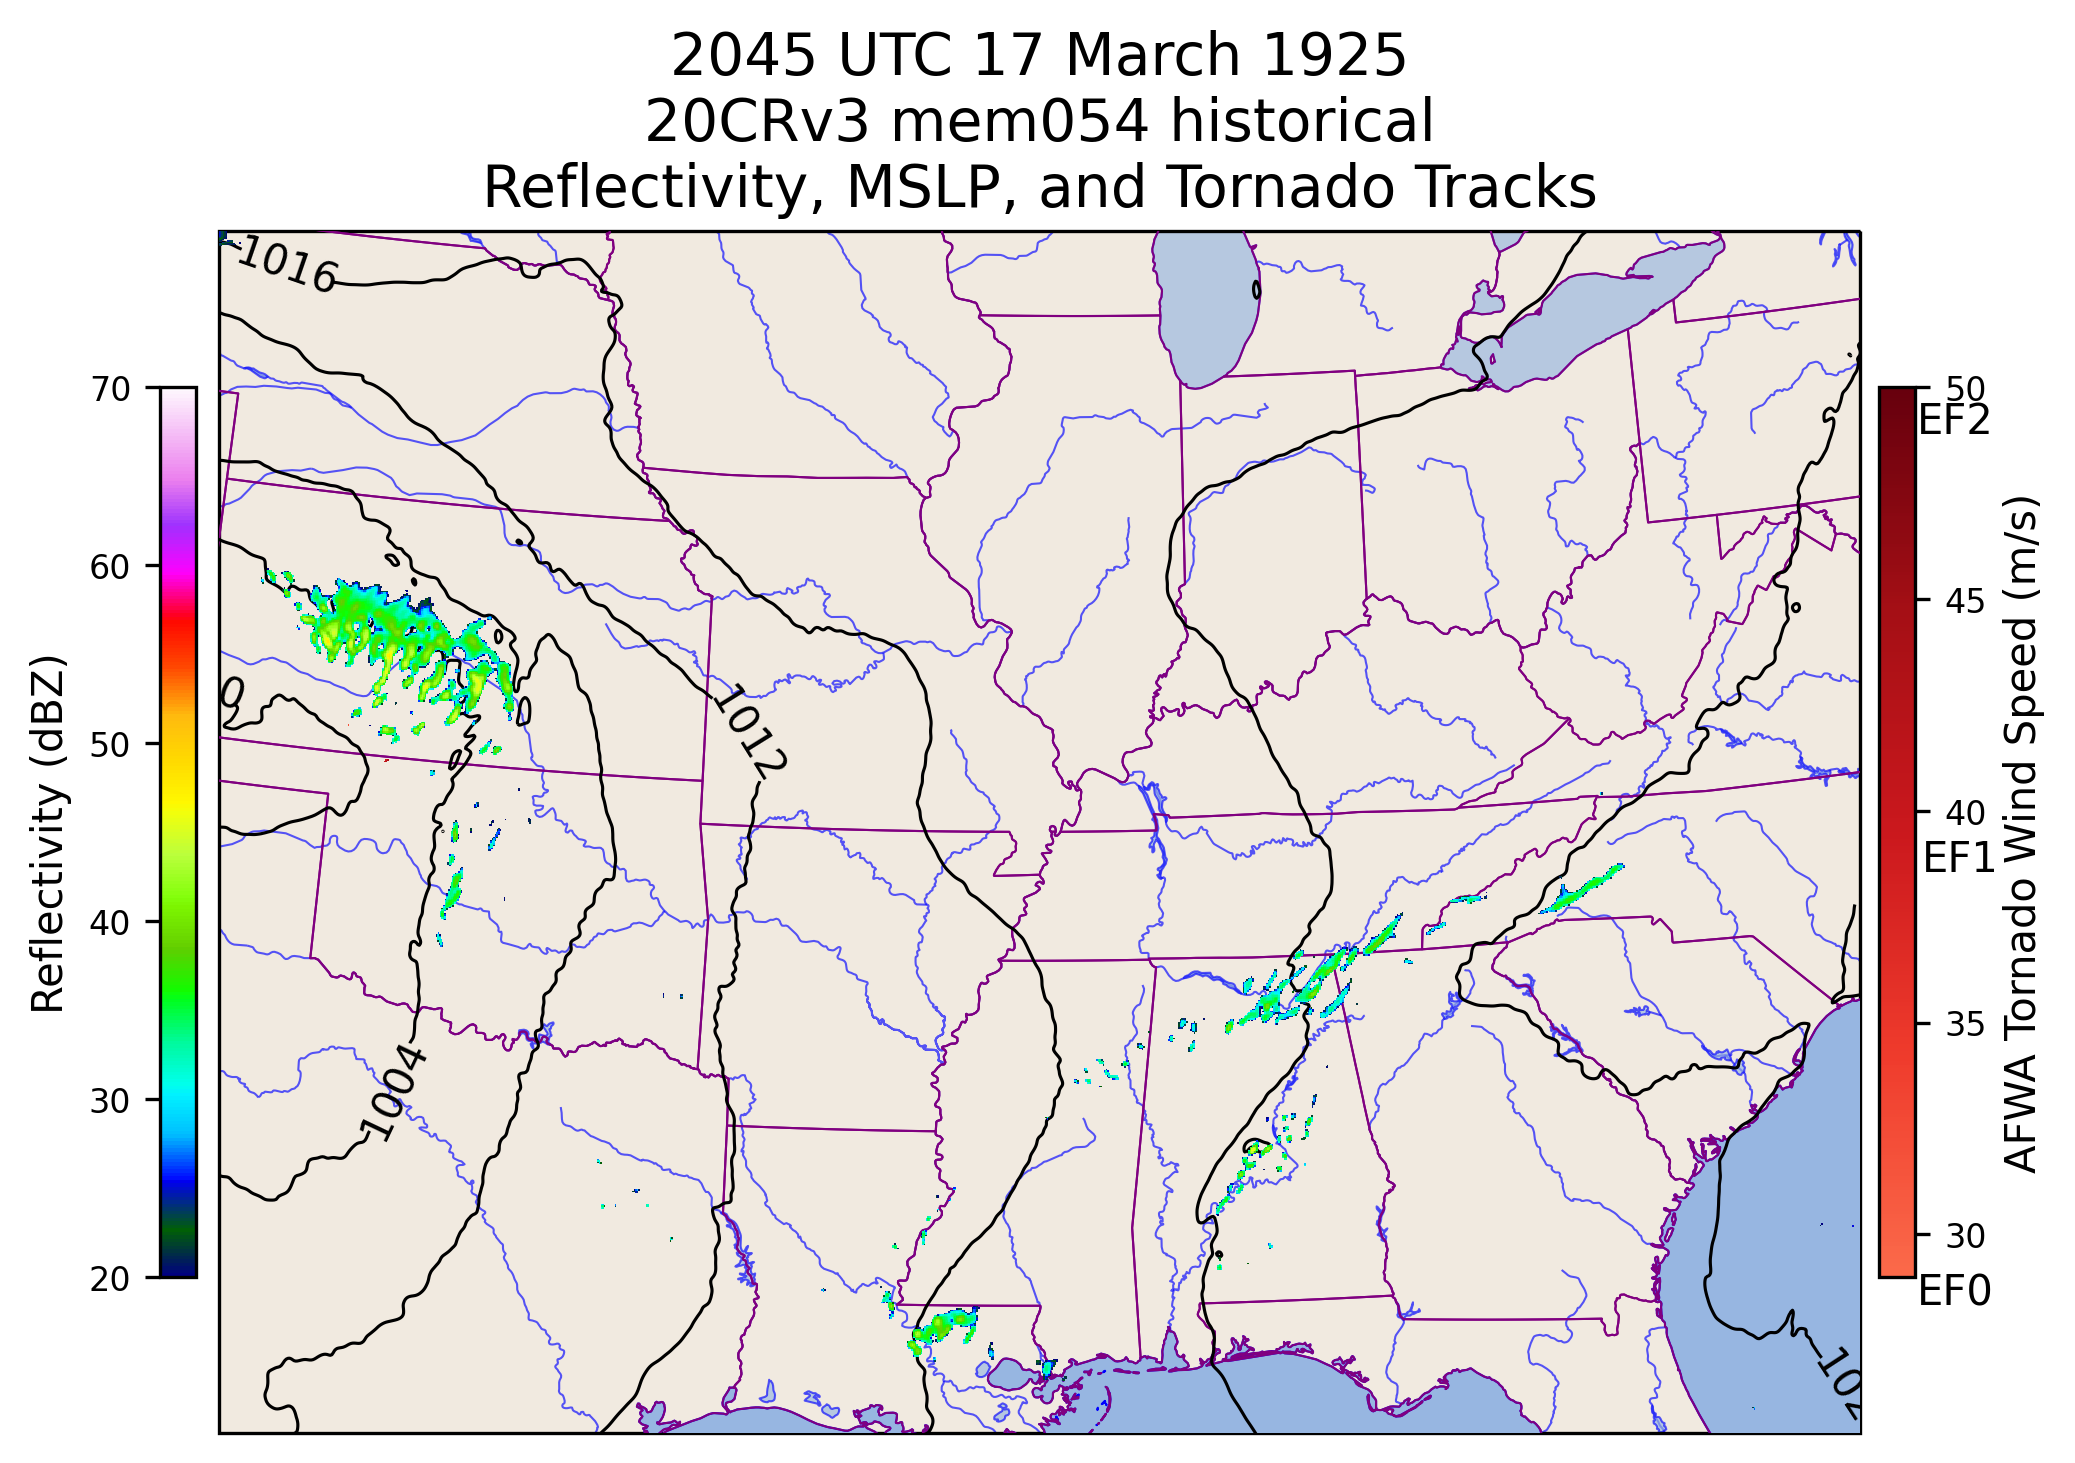 2045 UTC 17 March 1925
20CRv3 mem054 historical
Reflectivity, MSLP, and Tornado Tracks
1016
70
60
50
40
30
20
Reflectivity (dBZ)
0
1012
1004
102
50
EF2
45
40
EF1
35
30
EF0
AFWA Tornado Wind Speed (m/s)